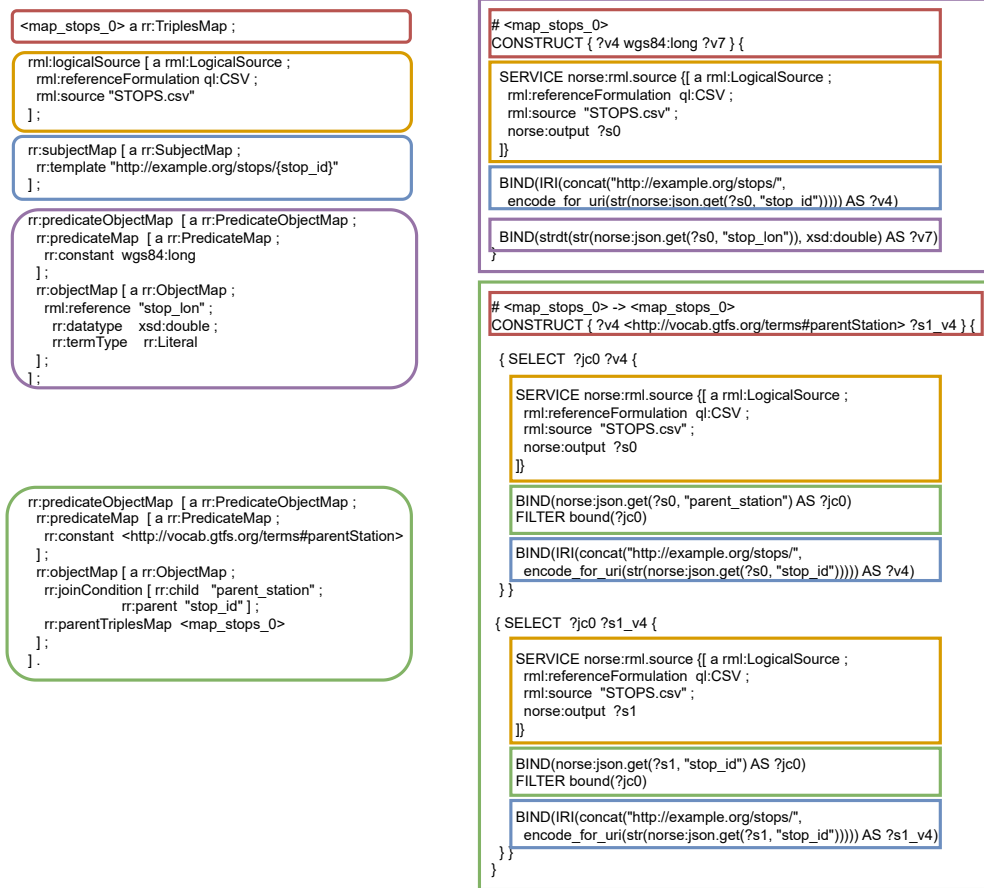 <map_stops_0> a rr:TriplesMap ;
rml:logicalSource [ a rml:LogicalSource ;
rml:referenceFormulation ql:CSV ;
rml:source "STOPS.csv"
] ;
rr:subjectMap [ a rr:SubjectMap ;
rr:template "http://example.org/stops/{stop_id}"
] ;
rr:predicateObjectMap [ a rr:PredicateObjectMap ;
rr:predicateMap [ a rr:PredicateMap ;
rr:constant wgs84:long
] ;
rr:objectMap [ a rr:ObjectMap ;
rml:reference "stop_lon" ;
rr:datatype xsd:double ;
rr:termType rr:Literal
] ;
] ;
rr:predicateObjectMap [ a rr:PredicateObjectMap ;
rr:predicateMap [ a rr:PredicateMap ;
rr:constant <http://vocab.gtfs.org/terms#parentStation>
] ;
rr:objectMap [ a rr:ObjectMap ;
rr:joinCondition [ rr:child "parent_station" ;
rr:parent "stop_id" ] ;
rr:parentTriplesMap <map_stops_0>
] ;
] .
# <map_stops_0>
CONSTRUCT { ?v4 wgs84:long ?v7 } {
SERVICE norse:rml.source {[ a rml:LogicalSource ;
rml:referenceFormulation ql:CSV ;
rml:source "STOPS.csv" ;
norse:output ?s0
]}
BIND(IRI(concat("http://example.org/stops/",
encode_for_uri(str(norse:json.get(?s0, "stop_id"))))) AS ?v4)
BIND(strdt(str(norse:json.get(?s0, "stop_lon")), xsd:double) AS ?v7)
}
# <map_stops_0> -> <map_stops_0>
CONSTRUCT { ?v4 <http://vocab.gtfs.org/terms#parentStation> ?s1_v4 } {
{ SELECT ?jc0 ?v4 {
SERVICE norse:rml.source {[ a rml:LogicalSource ;
rml:referenceFormulation ql:CSV ;
rml:source "STOPS.csv" ;
norse:output ?s0
]}
BIND(norse:json.get(?s0, "parent_station") AS ?jc0)
FILTER bound(?jc0)
BIND(IRI(concat("http://example.org/stops/",
encode_for_uri(str(norse:json.get(?s0, "stop_id"))))) AS ?v4)
} }
{ SELECT ?jc0 ?s1_v4 {
SERVICE norse:rml.source {[ a rml:LogicalSource ;
rml:referenceFormulation ql:CSV ;
rml:source "STOPS.csv" ;
norse:output ?s1
]}
BIND(norse:json.get(?s1, "stop_id") AS ?jc0)
FILTER bound(?jc0)
BIND(IRI(concat("http://example.org/stops/",
encode_for_uri(str(norse:json.get(?s1, "stop_id"))))) AS ?s1_v4)
} }
}